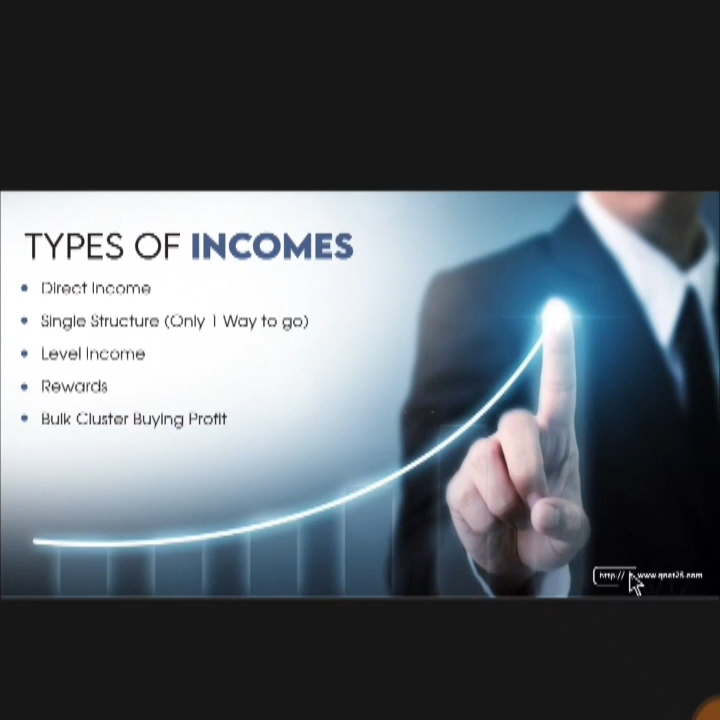 TYPES OF INCOMES
Direct Income
Single Structure (Only 1 Way to go)
Level Income
Rewards
Bulk Cluster Buying Profit
http://